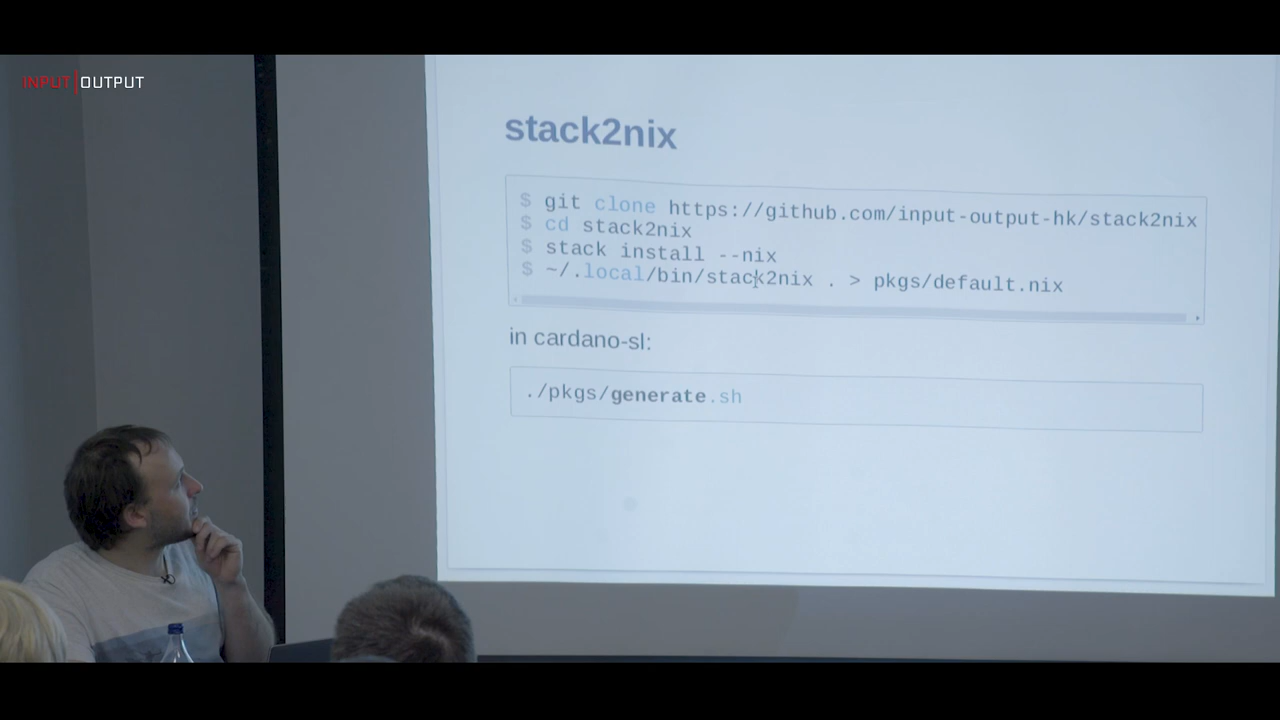 INPUT|OUTPUT
stack2nix
$ git clone https://github.com/input-output-hk/stack2nix
$ cd stack2nix
$ stack install --nix
$ ~/.local/bin/stack2nix . > pkgs/default.nix
in cardano-sl:
./pkgs/generate.sh